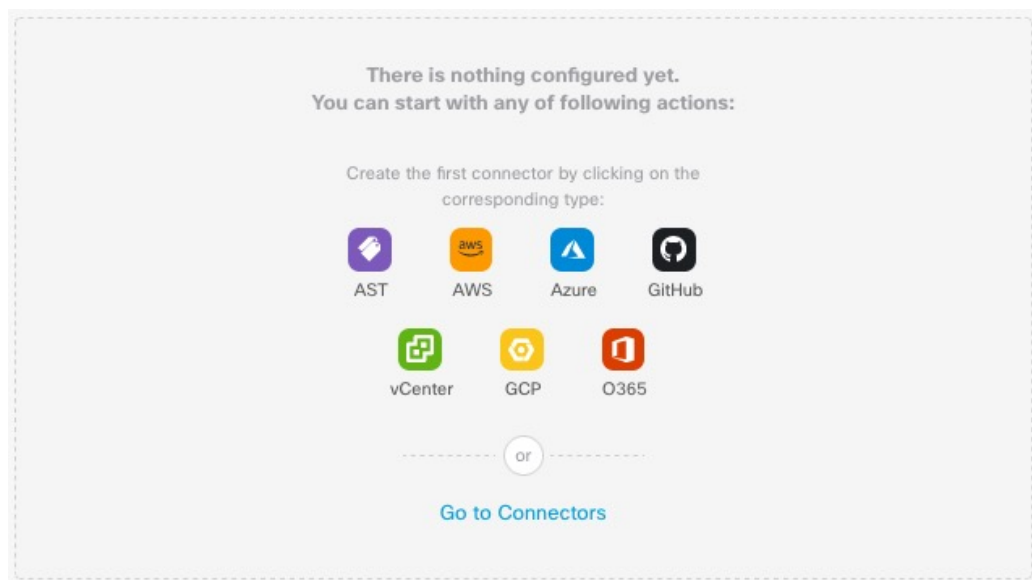 There is nothing configured yet.
You can start with any of following actions:
Create the first connector by clicking on the
corresponding type:
aws
AST AWS Azure GitHub
vCenter GCP O365
or
Go to Connectors